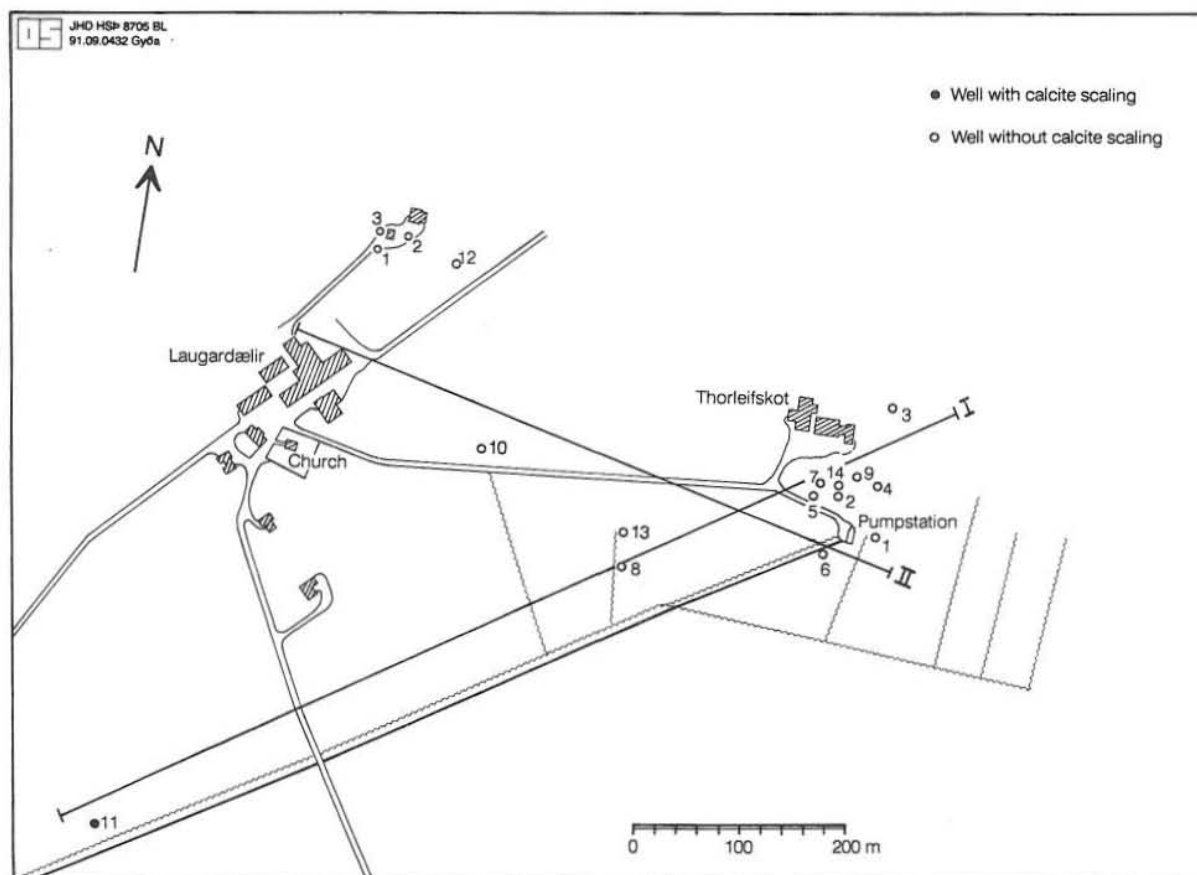 OS JHD HSÞ 8705 BL
91.09.0432 Gyða
Well with calcite scaling
Well without calcite scaling
N
3
2
1
12
Laugardælir
Thorleifskot
3
I
Church
10
7
14
9
4
5
2
Pumpstation
13
1
8
6
II
11
0 100 200 m